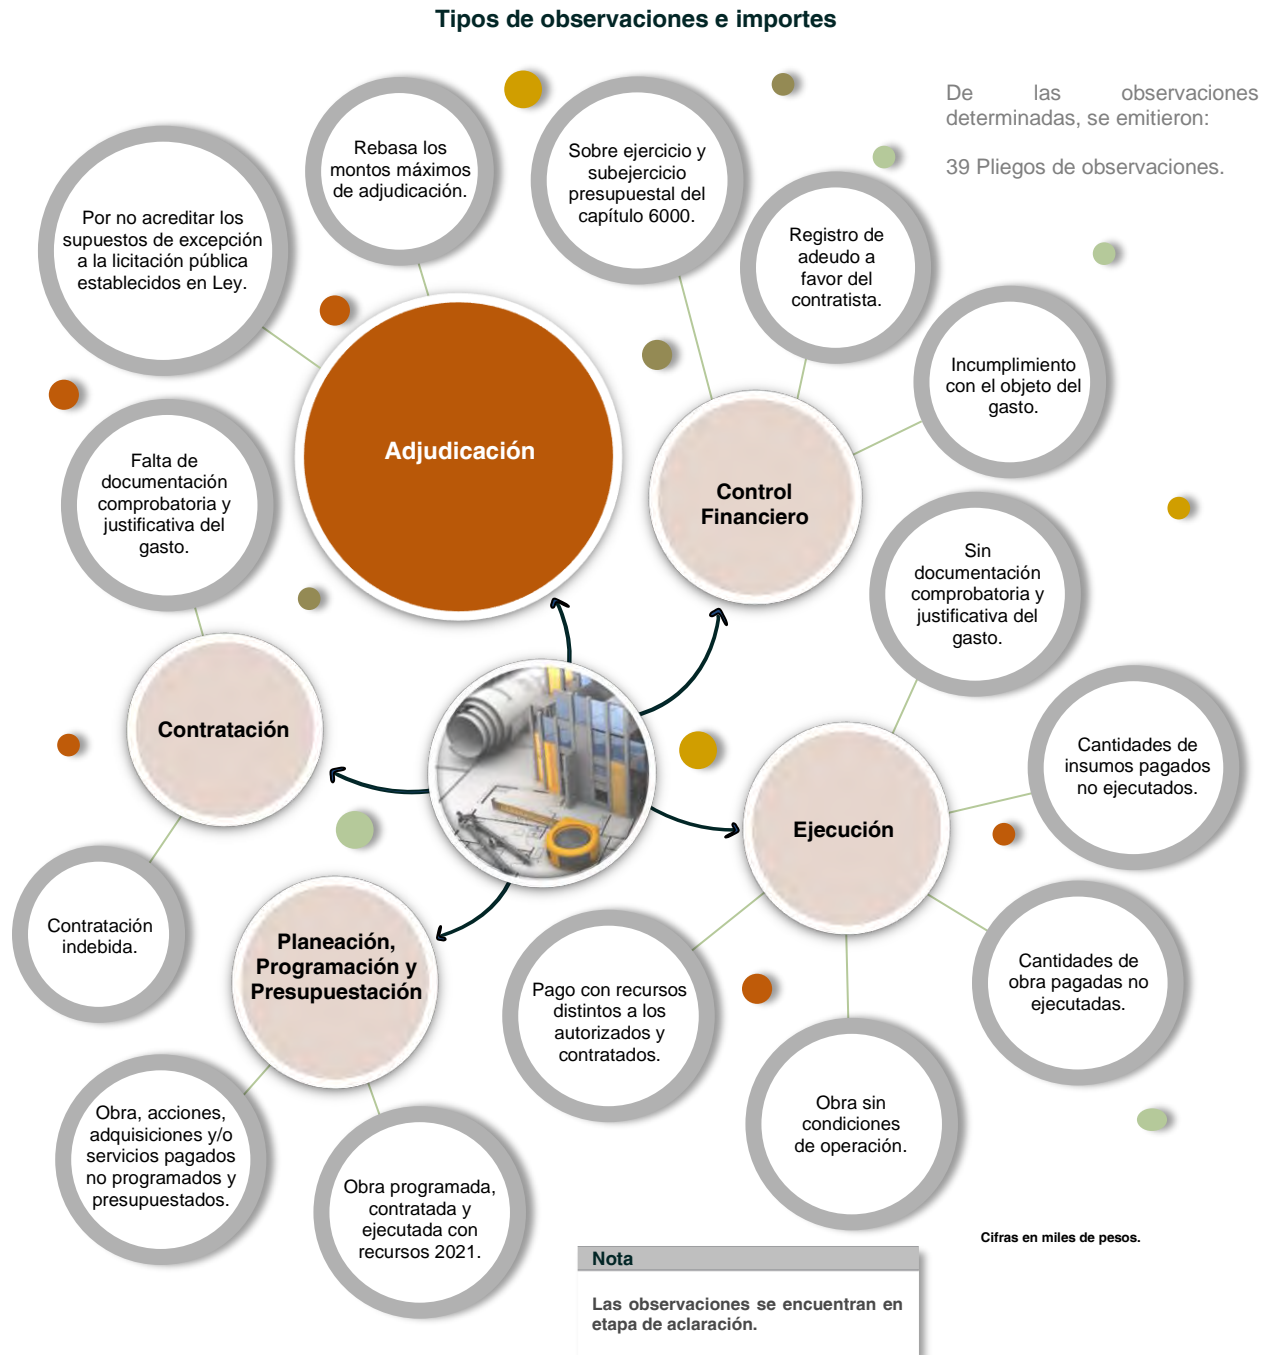 Tipos de observaciones e importes
De las observaciones
determinadas, se emitieron:
39 Pliegos de observaciones.
Rebasa los
montos máximos
de adjudicación.
Por no acreditar los
supuestos de excepción
a la licitación pública
establecidos en Ley.
Adjudicación
Sobre ejercicio y
subejercicio
presupuestal del
capítulo 6000.
Registro de
adeudo a
favor del
contratista.
Incumplimiento
con el objeto del
gasto.
Control
Financiero
Falta de
documentación
comprobatoria y
justificativa del
gasto.
Contratación
Contratación
indebida.
Sin
documentación
comprobatoria y
justificativa del
gasto.
Cantidades de
insumos pagados
no ejecutados.
Ejecución
Cantidades de
obra pagadas no
ejecutadas.
Pago con recursos
distintos a los
autorizados y
contratados.
Obra sin
condiciones
de operación.
Planeación,
Programación y
Presupuestación
Obra, acciones,
adquisiciones y/o
servicios pagados
no programados y
presupuestados.
Obra programada,
contratada y
ejecutada con
recursos 2021.
Cifras en miles de pesos.
Nota
Las observaciones se encuentran en
etapa de aclaración.